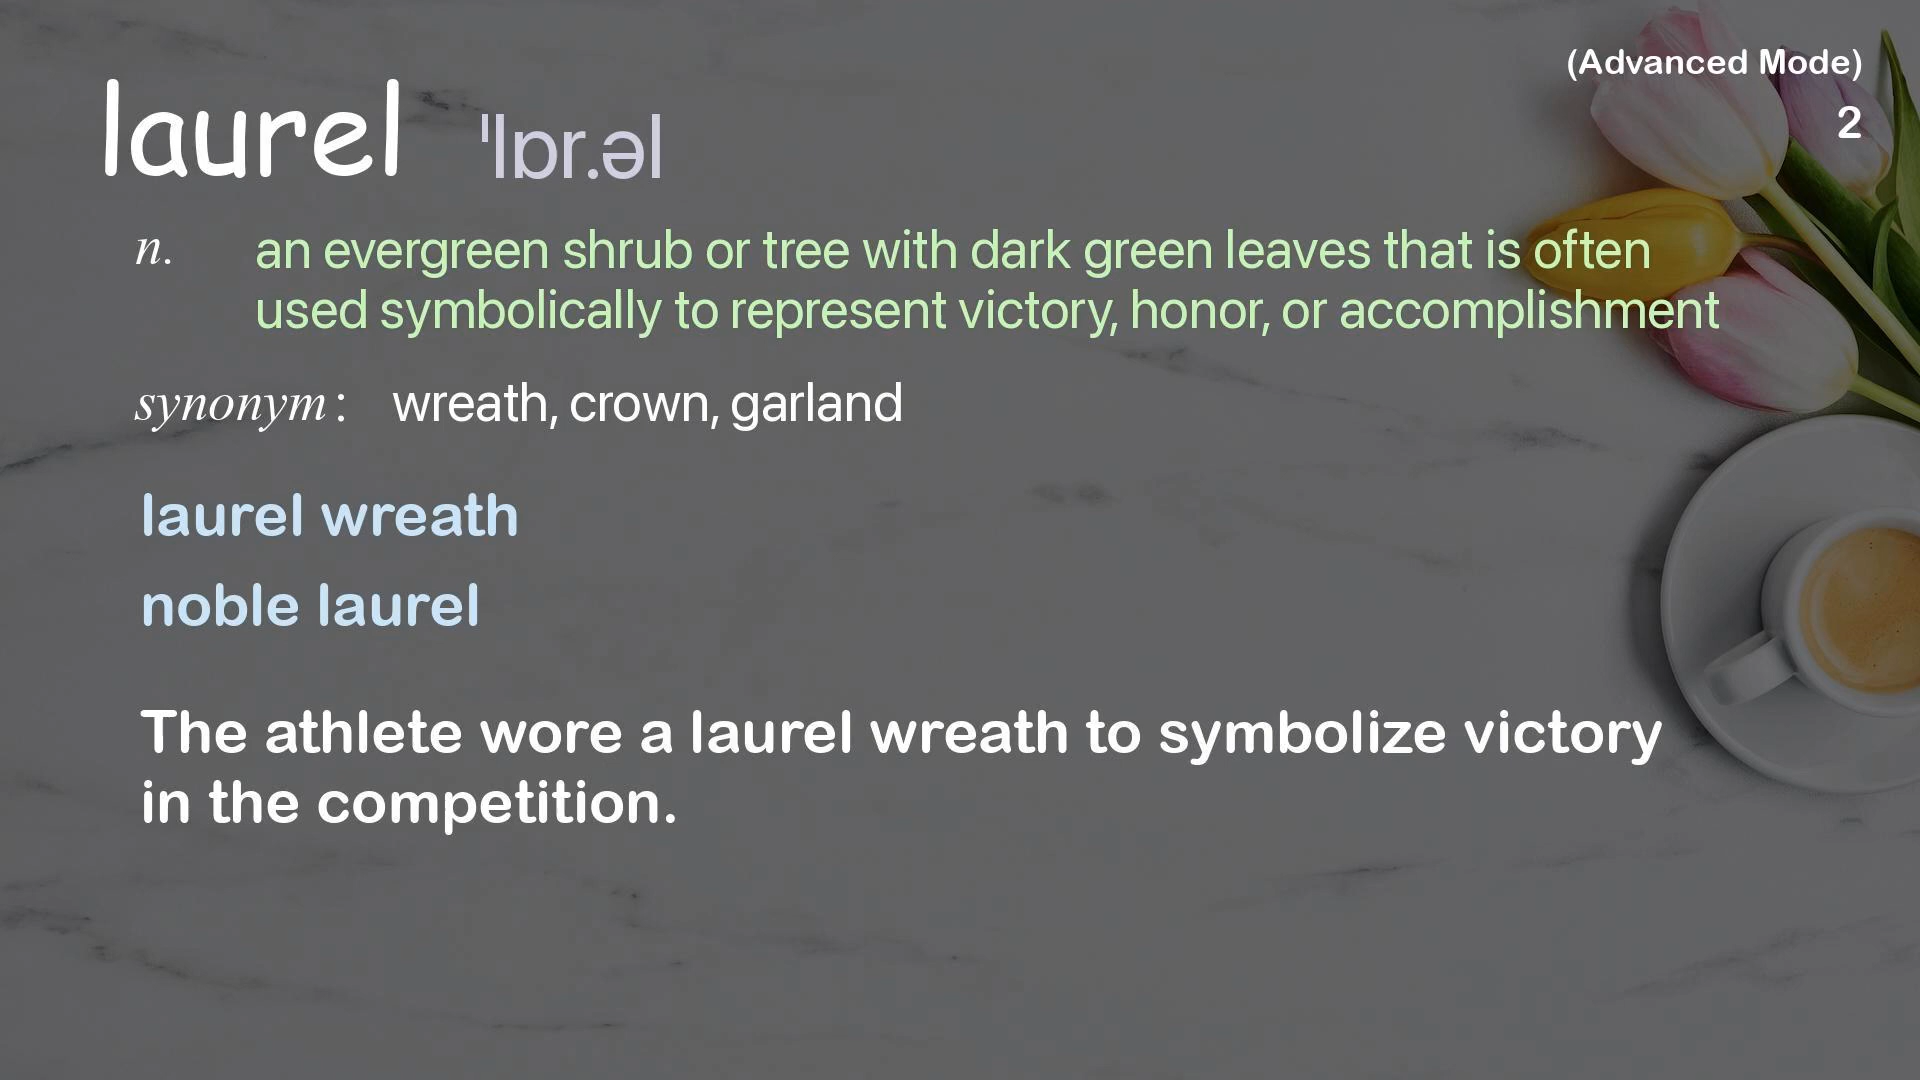 (Advanced Mode)
2
laurel ˈlɒr.əl
n. an evergreen shrub or tree with dark green leaves that is often
used symbolically to represent victory, honor, or accomplishment
synonym: wreath, crown, garland
laurel wreath
noble laurel
The athlete wore a laurel wreath to symbolize victory
in the competition.